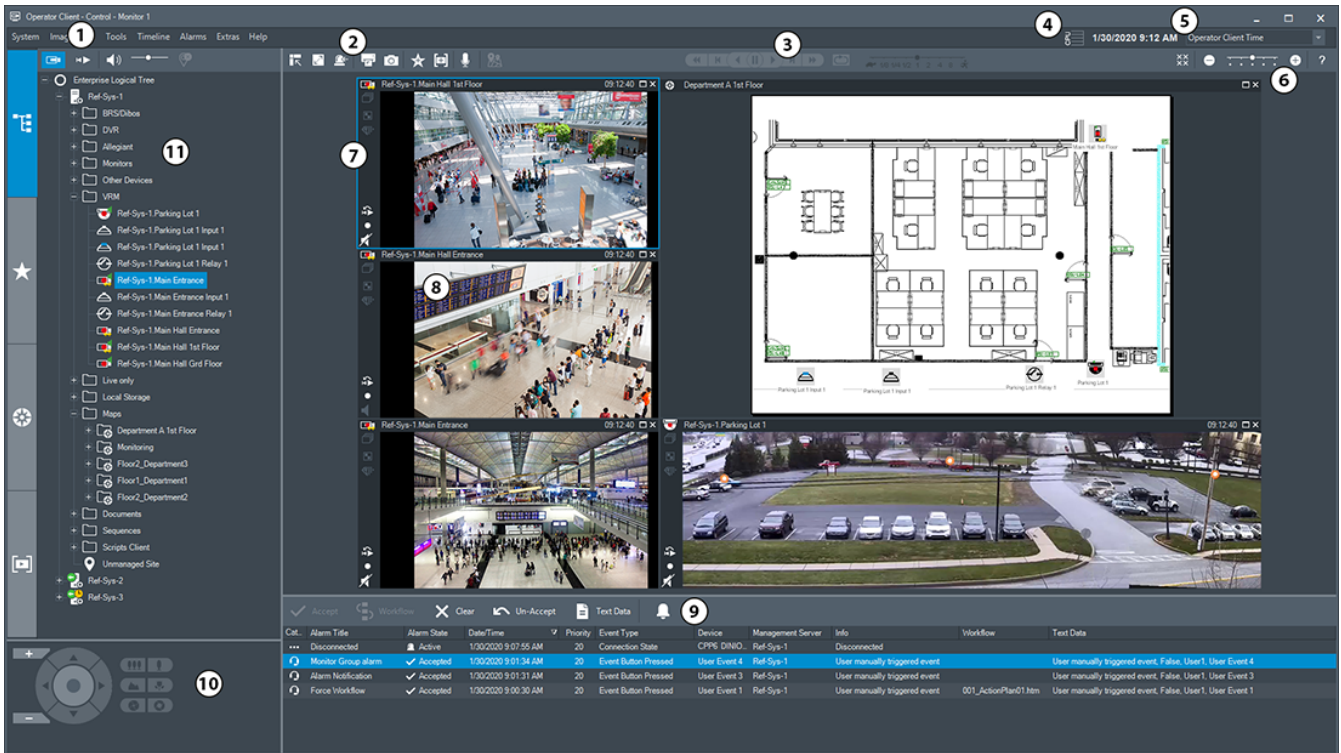 Operator Client - Control - Monitor 1
System Tools Timeline Alarms Extras Help
1
2
3
4
5
1/30/2020 9:12 AM Operator Client Time
6
?
Enterprise Logical Tree
Ref-Sys-1
BRS/Dibos
DVR
Allegiant
Monitors
Other Devices
VRM
Ref-Sys-1.Parking Lot 1
Ref-Sys-1.Parking Lot 1 Input 1
Ref-Sys-1.Parking Lot 1 Input 1
Ref-Sys-1.Parking Lot 1 Relay 1
Ref-Sys-1.Main Entrance
Ref-Sys-1.Main Entrance Input 1
Ref-Sys-1.Main Entrance Relay 1
Ref-Sys-1.Main Hall Entrance
Ref-Sys-1.Main Hall 1st Floor
Ref-Sys-1.Main Hall Grd Floor
Live only
Local Storage
Maps
Department A 1st Floor
Monitoring
Floor2_Department3
Floor1_Department1
Floor2_Department2
Documents
Sequences
Scripts Client
Unmanaged Site
Ref-Sys-2
Ref-Sys-3
11
10
Ref-Sys-1.Main Hall 1st Floor 09:12:40
7
Ref-Sys-1.Main Hall Entrance 09:12:40
8
Ref-Sys-1.Main Entrance 09:12:40
Department A 1st Floor
Main Hall 1st Floor
Parking Lot 1 Input 1
Parking Lot 1 Input 1
Parking Lot 1 Relay 1
Parking Lot 1
Ref-Sys-1.Parking Lot 1 09:12:40
Accept Workflow Clear Un-Accept Text Data
9
Cat... Alarm Title Alarm State Date/Time Priority Event Type Device Management Server Info Workflow Text Data
Disconnected Active 1/30/2020 9:07:55 AM 20 Connection State CPP6 DINIO... Ref-Sys-1 Disconnected
Monitor Group alarm Accepted 1/30/2020 9:01:34 AM 20 Event Button Pressed User Event 4 Ref-Sys-1 User manually triggered event User manually triggered event, False, User1, User Event 4
Alarm Notification Accepted 1/30/2020 9:01:31 AM 20 Event Button Pressed User Event 3 Ref-Sys-1 User manually triggered event User manually triggered event, False, User1, User Event 3
Force Workflow Accepted 1/30/2020 9:00:30 AM 20 Event Button Pressed User Event 1 Ref-Sys-1 User manually triggered event 001_ActionPlan01.htm User manually triggered event, False, User1, User Event 1